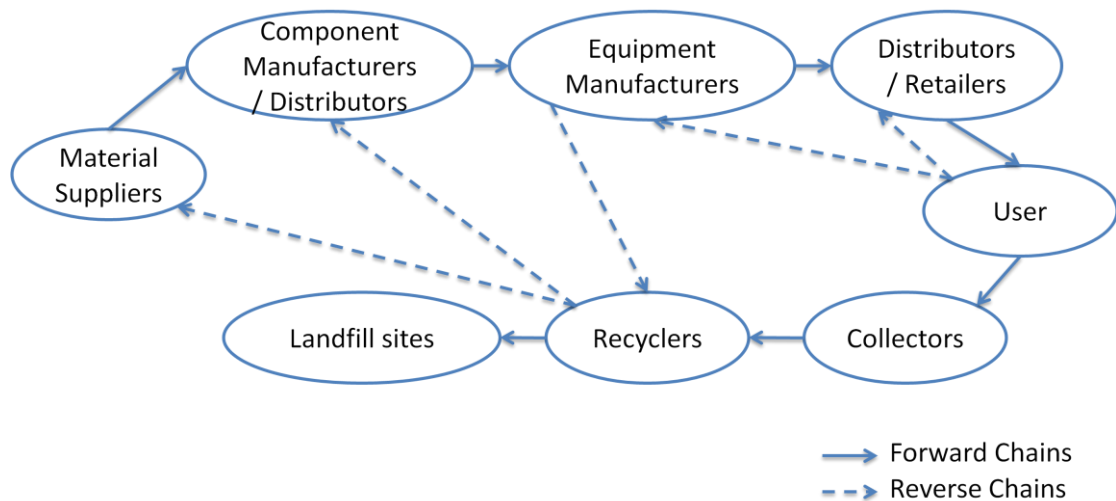 Component
Manufacturers
/ Distributors
Equipment
Manufacturers
Distributors
/ Retailers
Material
Suppliers
User
Landfill sites
Recyclers
Collectors
Forward Chains
Reverse Chains